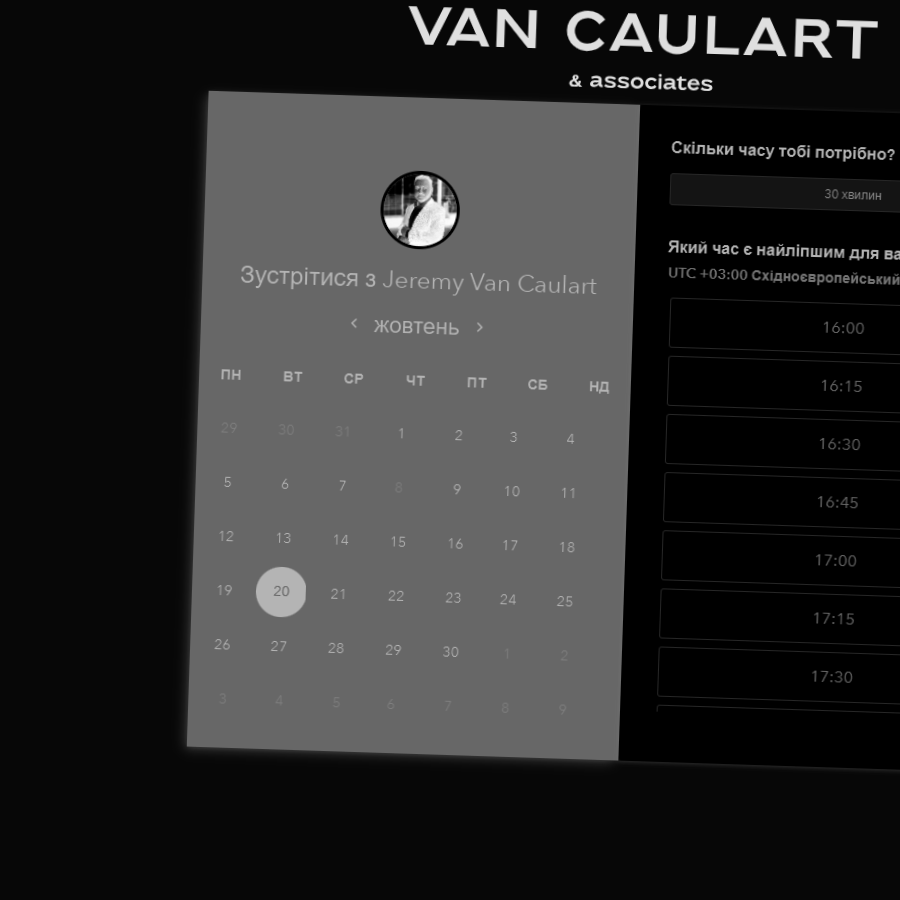 VAN CAULART
& associates
Зустрітися з Jeremy Van Caulart
жовтень
ПН ВТ СР ЧТ ПТ СБ НД
29 30 31 1 2 3 4
5 6 7 8 9 10 11
12 13 14 15 16 17 18
19 20 21 22 23 24 25
26 27 28 29 30 1 2
3 4 5 6 7 8 9
Скільки часу тобі потрібно?
30 хвилин
Який час є найліпшим для ва
UTC +03:00 Східноєвропейський
16:00
16:15
16:30
16:45
17:00
17:15
17:30